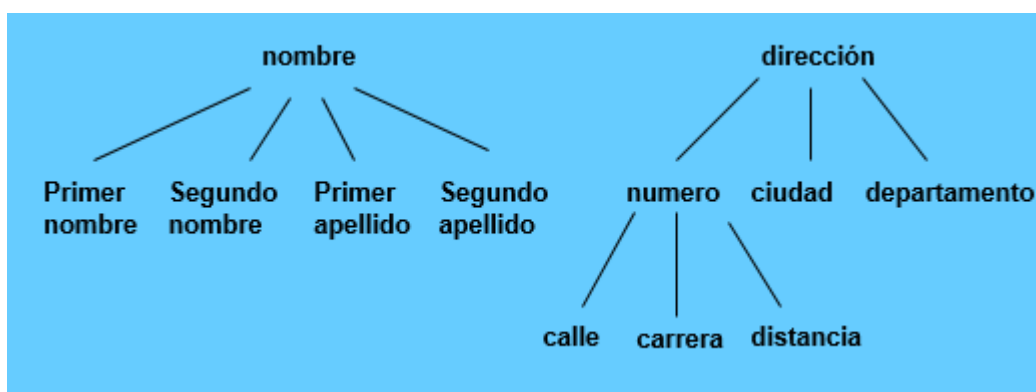 nombre
dirección
Primer nombre
Segundo nombre
Primer apellido
Segundo apellido
numero
ciudad
departamento
calle
carrera
distancia